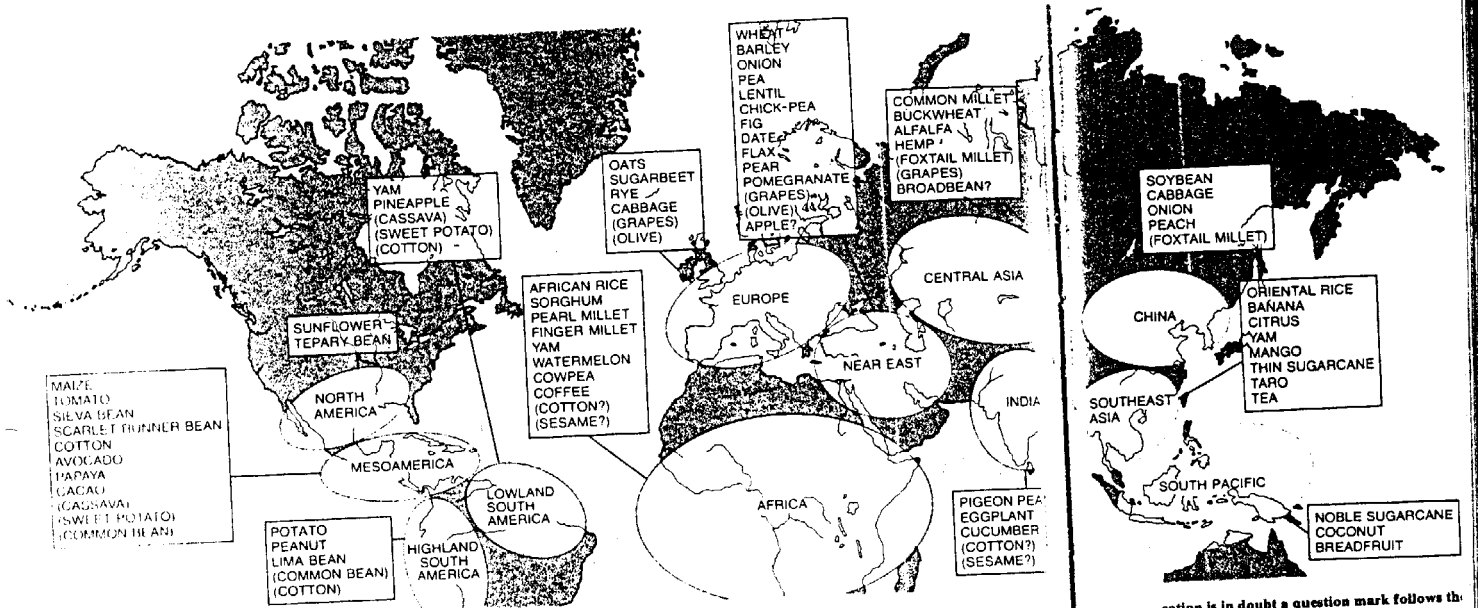 YAM
PINEAPPLE
(CASSAVA)
(SWEET POTATO)
(COTTON)
SUNFLOWER
TEPARY BEAN
NORTH
AMERICA
MAIZE
TOMATO
SIEVA BEAN
SCARLET RUNNER BEAN
COTTON
AVOCADO
PAPAYA
CACAO
(CASSAVA)
(SWEET POTATO)
(COMMON BEAN)
MESOAMERICA
LOWLAND
SOUTH
AMERICA
POTATO
PEANUT
LIMA BEAN
(COMMON BEAN)
(COTTON)
HIGHLAND
SOUTH
AMERICA
AFRICAN RICE
SORGHUM
PEARL MILLET
FINGER MILLET
YAM
WATERMELON
COWPEA
COFFEE
(COTTON?)
(SESAME?)
AFRICA
OATS
SUGARBEET
RYE
CABBAGE
(GRAPES)
(OLIVE)
EUROPE
WHEAT
BARLEY
ONION
PEA
LENTIL
CHICK-PEA
FIG
DATE
FLAX
PEAR
POMEGRANATE
(GRAPES)
(OLIVE)
APPLE?
NEAR EAST
COMMON MILLET
BUCKWHEAT
ALFALFA
HEMP
(FOXTAIL MILLET)
(GRAPES)
BROADBEAN?
CENTRAL ASIA
INDIA
PIGEON PEA
EGGPLANT
CUCUMBER
(COTTON?)
(SESAME?)
SOYBEAN
CABBAGE
ONION
PEACH
(FOXTAIL MILLET)
CHINA
ORIENTAL RICE
BANANA
CITRUS
YAM
MANGO
THIN SUGARCANE
TARO
TEA
SOUTHEAST
ASIA
SOUTH PACIFIC
NOBLE SUGARCANE
COCONUT
BREADFRUIT
is in doubt a question mark follows